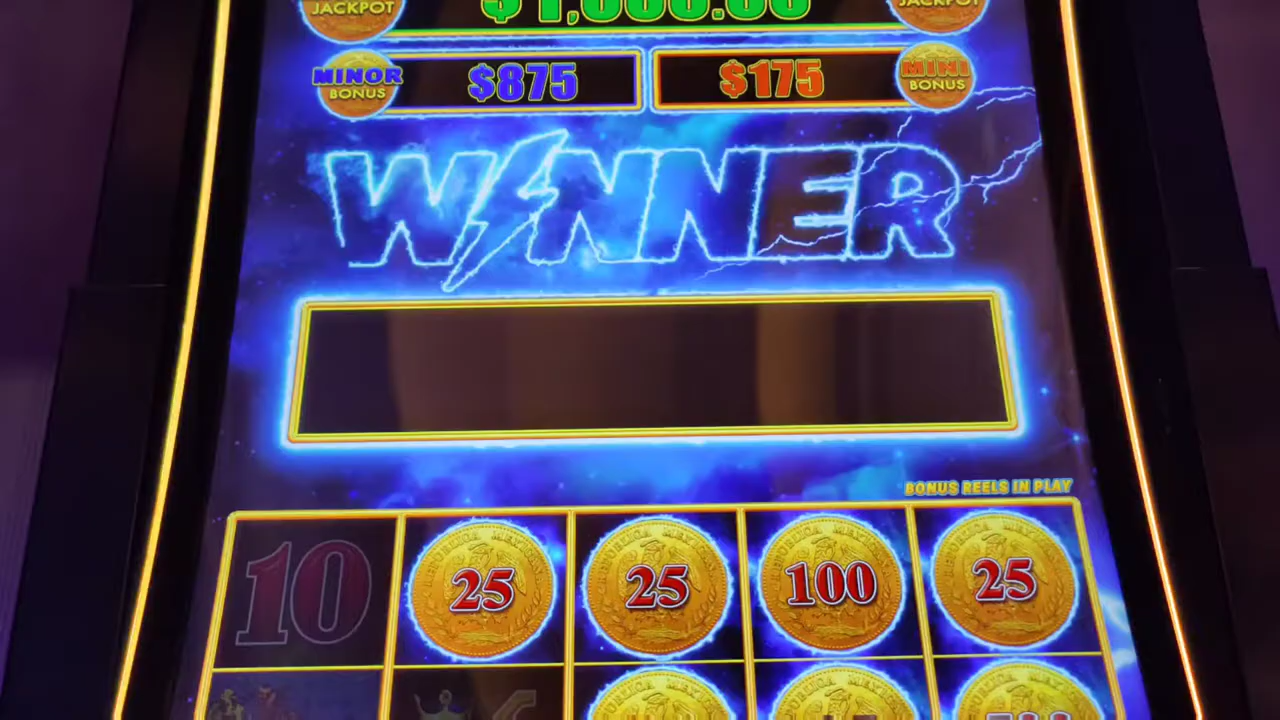 JACKPOT
JACKPOT
MINOR
BONUS
$875
$175
MINI
BONUS
WINNER
BONUS REELS IN PLAY
10
25
25
100
25